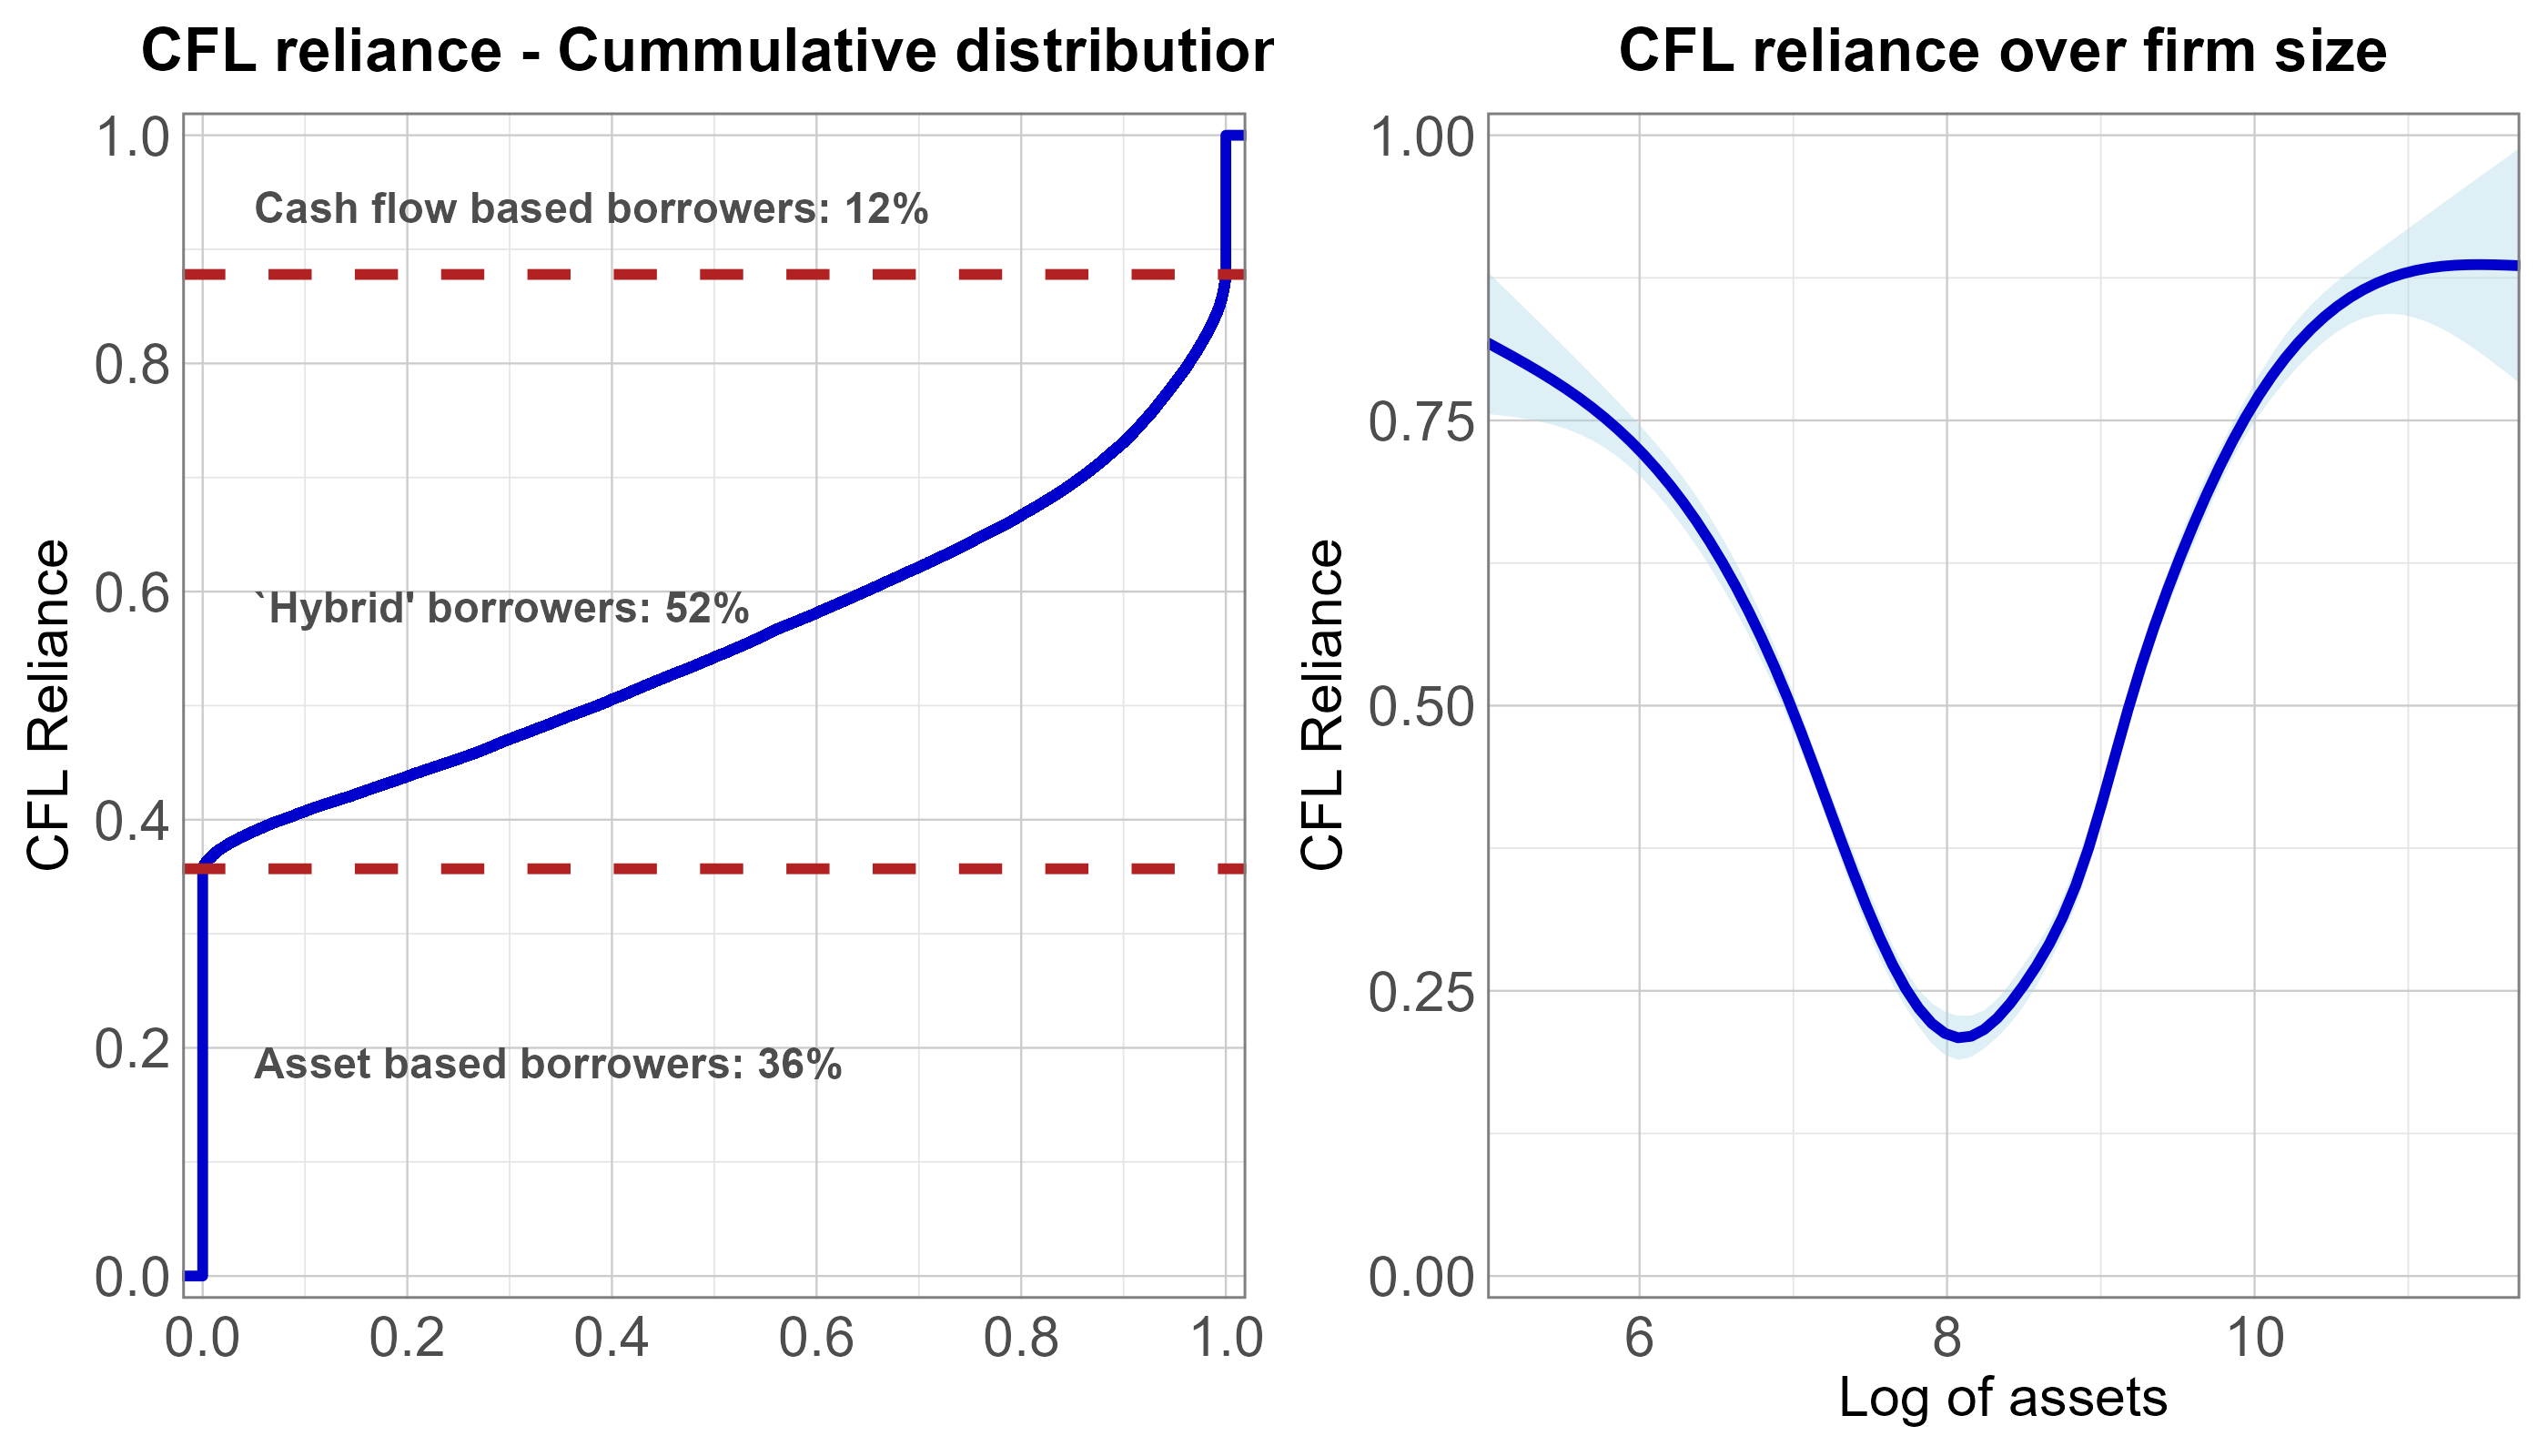 CFL reliance - Cummulative distribution
CFL Reliance
1.0
0.8
0.6
0.4
0.2
0.0
Cash flow based borrowers: 12%
`Hybrid' borrowers: 52%
Asset based borrowers: 36%
0.0 0.2 0.4 0.6 0.8 1.0
CFL reliance over firm size
CFL Reliance
1.00
0.75
0.50
0.25
0.00
6 8 10
Log of assets